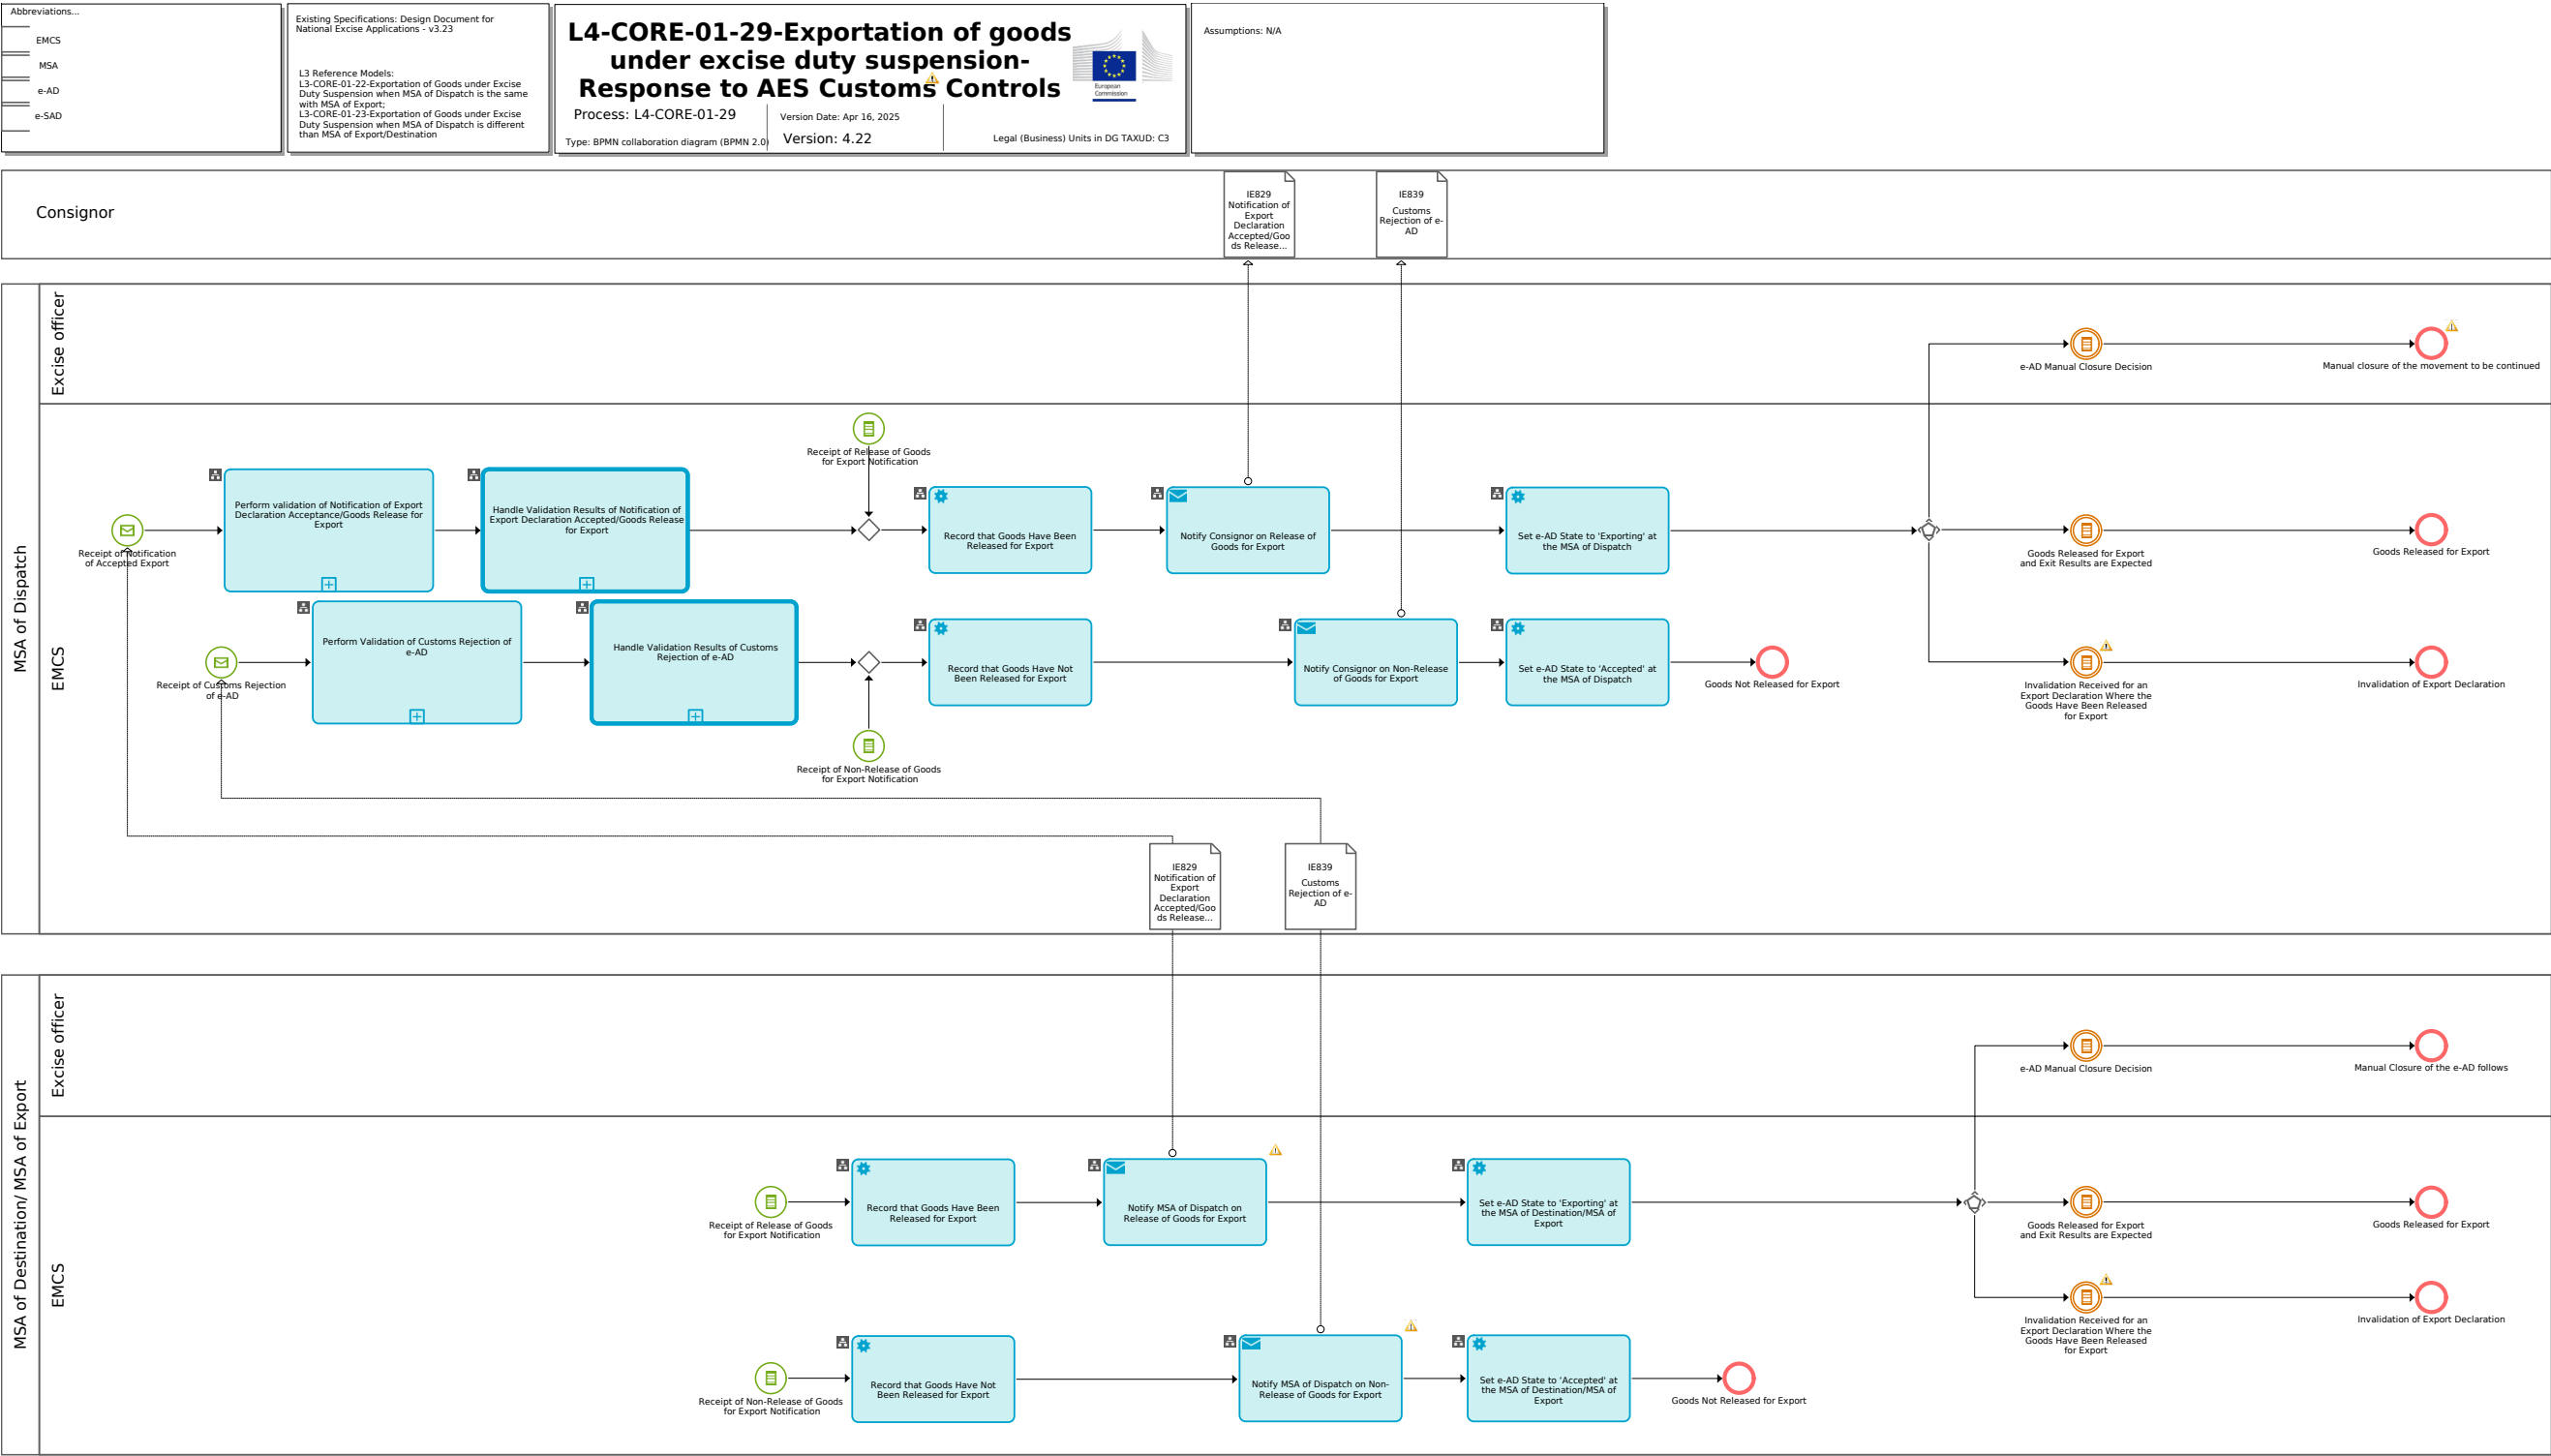 Abbreviations...
EMCS
MSA
e-AD
e-SAD
Existing Specifications: Design Document for
National Excise Applications - v3.23
L3 Reference Models:
L3-CORE-01-22-Exportation of Goods under Excise
Duty Suspension when MSA of Dispatch is the same
with MSA of Export;
L3-CORE-01-23-Exportation of Goods under Excise
Duty Suspension when MSA of Dispatch is different
than MSA of Export/Destination
L4-CORE-01-29-Exportation of goods
under excise duty suspension-
Response to AES Customs Controls
European
Commission
Process: L4-CORE-01-29
Version Date: Apr 16, 2025
Type: BPMN collaboration diagram (BPMN 2.0)
Version: 4.22
Legal (Business) Units in DG TAXUD: C3
Assumptions: N/A
Consignor
IE829
Notification of
Export
Declaration
Accepted/Goo
ds Release...
IE839
Customs
Rejection of e-
AD
MSA of Dispatch
Excise officer
e-AD Manual Closure Decision
Manual closure of the movement to be continued
EMCS
Receipt of Release of Goods
for Export Notification
Receipt of Notification
of Accepted Export
Perform validation of Notification of Export
Declaration Acceptance/Goods Release for
Export
Handle Validation Results of Notification of
Export Declaration Accepted/Goods Release
for Export
Record that Goods Have Been
Released for Export
Notify Consignor on Release of
Goods for Export
Set e-AD State to 'Exporting' at
the MSA of Dispatch
Goods Released for Export
and Exit Results are Expected
Goods Released for Export
Receipt of Customs Rejection
of e-AD
Perform Validation of Customs Rejection of
e-AD
Handle Validation Results of Customs
Rejection of e-AD
Record that Goods Have Not
Been Released for Export
Notify Consignor on Non-Release
of Goods for Export
Set e-AD State to 'Accepted' at
the MSA of Dispatch
Goods Not Released for Export
Invalidation Received for an
Export Declaration Where the
Goods Have Been Released
for Export
Invalidation of Export Declaration
Receipt of Non-Release of Goods
for Export Notification
IE829
Notification of
Export
Declaration
Accepted/Goo
ds Release...
IE839
Customs
Rejection of e-
AD
MSA of Destination/ MSA of Export
Excise officer
e-AD Manual Closure Decision
Manual Closure of the e-AD follows
EMCS
Receipt of Release of Goods
for Export Notification
Record that Goods Have Been
Released for Export
Notify MSA of Dispatch on
Release of Goods for Export
Set e-AD State to 'Exporting' at
the MSA of Destination/MSA of
Export
Goods Released for Export
and Exit Results are Expected
Goods Released for Export
Invalidation Received for an
Export Declaration Where the
Goods Have Been Released
for Export
Invalidation of Export Declaration
Receipt of Non-Release of Goods
for Export Notification
Record that Goods Have Not
Been Released for Export
Notify MSA of Dispatch on Non-
Release of Goods for Export
Set e-AD State to 'Accepted' at
the MSA of Destination/MSA of
Export
Goods Not Released for Export